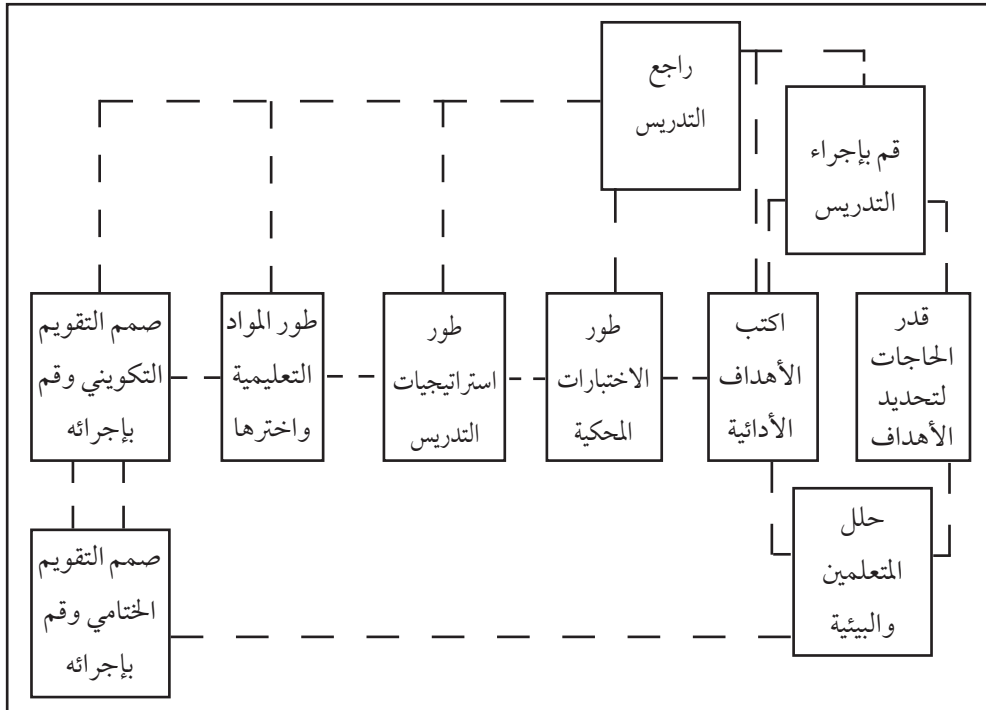 راجع
التدريس
قم بإجراء
التدريس
قدر
الحاجات
لتحديد
الأهداف
اكتب
الأهداف
الأدائية
طور
الاختبارات
المحكية
طور
استراتيجيات
التدريس
طور المواد
التعليمية
واخترها
صمم التقويم
التكويني وقم
بإجرائه
حلل
المتعلمين
والبيئية
صمم التقويم
الختامي وقم
بإجرائه